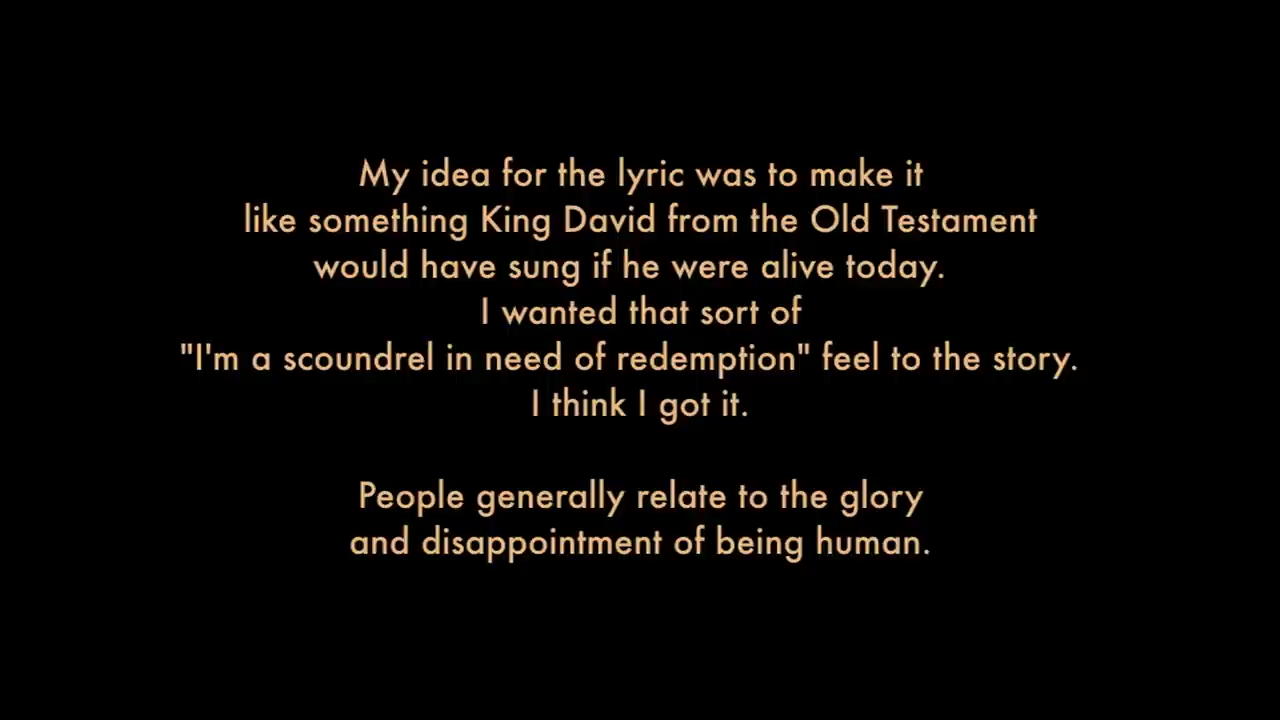 My idea for the lyric was to make it
like something King David from the Old Testament
would have sung if he were alive today.
I wanted that sort of
"I'm a scoundrel in need of redemption" feel to the story.
I think I got it.
People generally relate to the glory
and disappointment of being human.